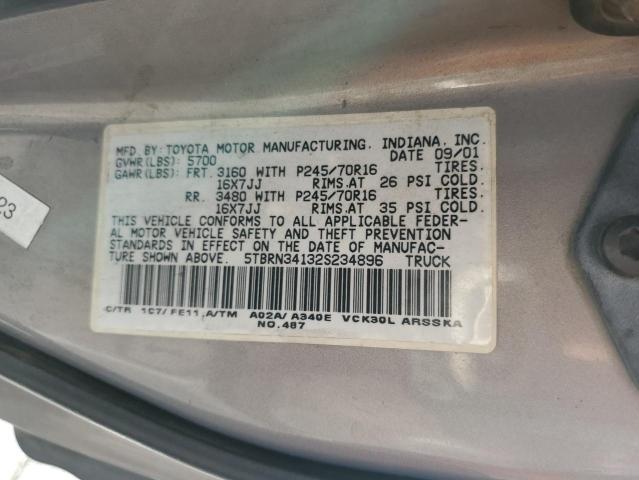 MFD. BY: TOYOTA MOTOR MANUFACTURING, INDIANA, INC.
GVWR(LBS): 5700 DATE 09/01
GAWR(LBS): FRT. 3160 WITH P245/70R16 TIRES,
16X7JJ RIMS,AT 26 PSI COLD.
RR. 3480 WITH P245/70R16 TIRES,
16X7JJ RIMS,AT 35 PSI COLD.
THIS VEHICLE CONFORMS TO ALL APPLICABLE FEDER-
AL MOTOR VEHICLE SAFETY AND THEFT PREVENTION
STANDARDS IN EFFECT ON THE DATE OF MANUFAC-
TURE SHOWN ABOVE. 5TBRN34132S234896 TRUCK
C/TR 1C7/FE11,A/TM A02A/A340E VCK30L ARSSKA
NO.487
23